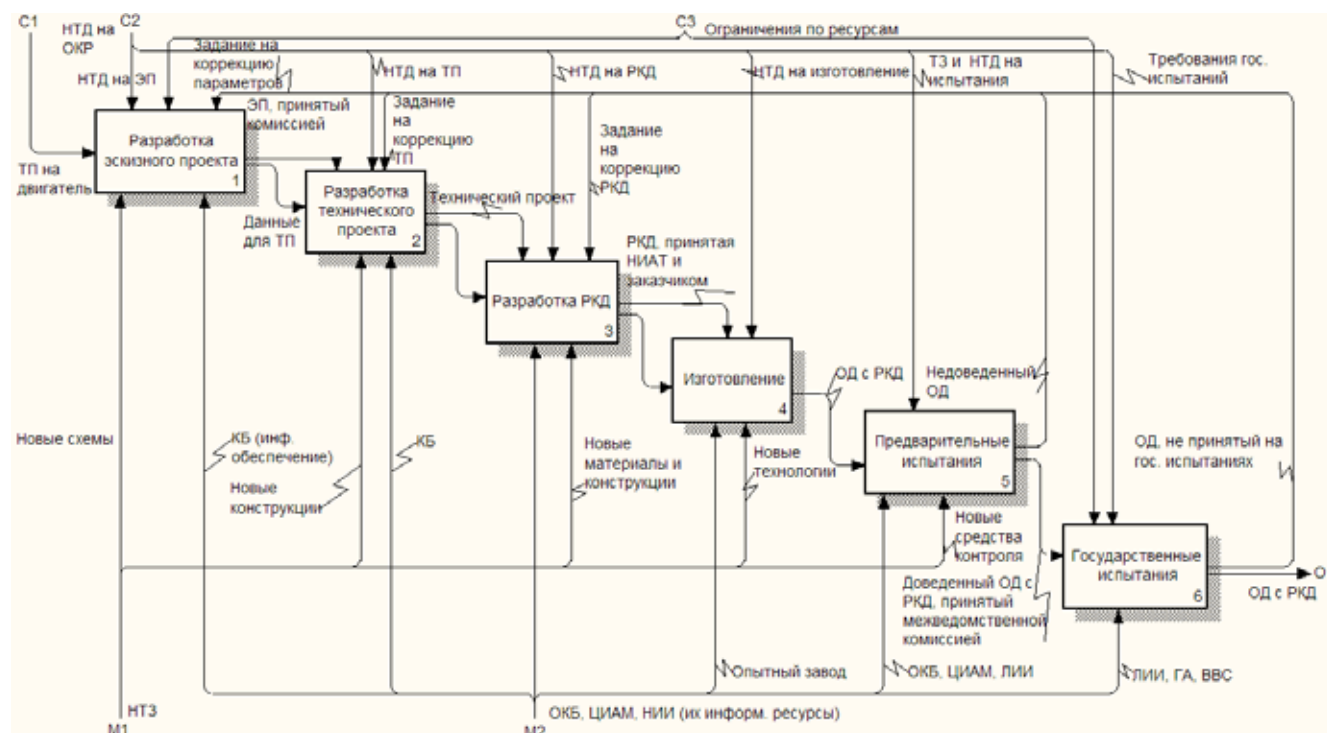 C1
C2
C3
НТД на
ОКР
Ограничения по ресурсам
НТД на ЭП
Задание на
коррекцию
параметров
НТД на ТП
НТД на РКД
НТД на изготовление
ТЗ и НТД на
испытания
Требования гос.
испытаний
ЭП, принятый
комиссией
Задание
на
коррекцию
ТП
Задание
на
коррекцию
РКД
Разработка
эскизного проекта
1
ТП на
двигатель
Разработка
технического
проекта
2
Данные
для ТП
Технический проект
РКД, принятая
НИАТ и
заказчиком
Разработка РКД
3
Изготовление
4
ОД с РКД
Недоведенный
ОД
Предварительные
испытания
5
ОД, не принятый на
гос. испытаниях
Новые схемы
КБ (инф.
обеспечение)
Новые
конструкции
КБ
Новые
материалы и
конструкции
Новые
технологии
Новые
средства
контроля
Государственные
испытания
6
О
ОД с РКД
Доведенный ОД с
РКД, принятый
межведомственной
комиссией
Опытный завод
ОКБ, ЦИАМ, ЛИИ
ЛИИ, ГА, ВВС
НТЗ
ОКБ, ЦИАМ, НИИ (их информ. ресурсы)
M1
M2